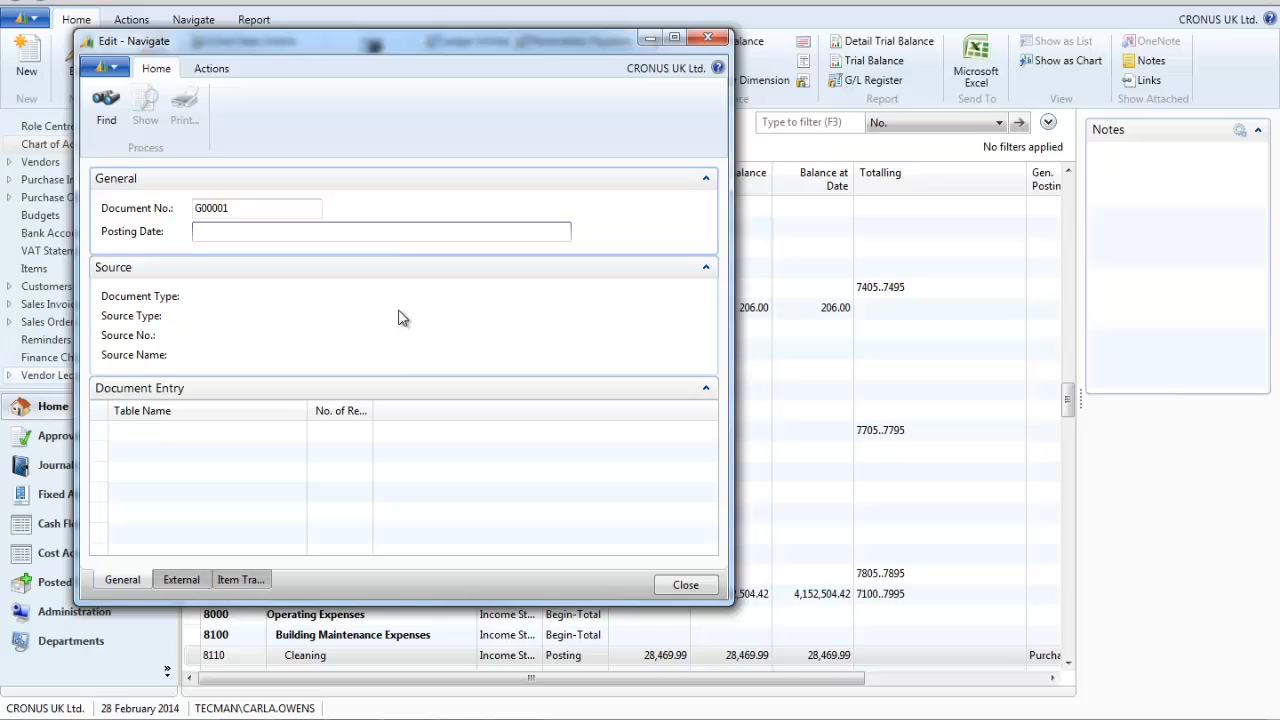 Home Actions Navigate Report
CRONUS UK Ltd.
Edit - Navigate
Home Actions
CRONUS UK Ltd.
New
New
Find
Show
Print...
Process
General
Document No.: G00001
Posting Date:
Source
Document Type:
Source Type:
Source No.:
Source Name:
Document Entry
Table Name No. of Re...
General External Item Tra...
Close
Detail Trial Balance
Trial Balance
Dimension
G/L Register
Report
Microsoft
Excel
Send To
Show as List
Show as Chart
View
OneNote
Notes
Links
Show Attached
Type to filter (F3) No.
No filters applied
Notes
Balance at
Date
Totalling
Gen.
Postin
7405..7495
206.00 206.00
7705..7795
7805..7895
,504.42 4,152,504.42 7100..7995
8000 Operating Expenses Income St... Begin-Total
8100 Building Maintenance Expenses Income St... Begin-Total
8110 Cleaning Income St... Posting 28,469.99 28,469.99 28,469.99 Purcha
Role Centre
Chart of Ac
Vendors
Purchase In
Purchase O
Budgets
Bank Accou
VAT Statem
Items
Customers
Sales Invoic
Sales Order
Reminders
Finance Ch
Vendor Led
Home
Approv
Journal
Fixed A
Cash Fl
Cost Ac
Posted
Administration
Departments
CRONUS UK Ltd. 28 February 2014 TECMAN\CARLA.OWENS